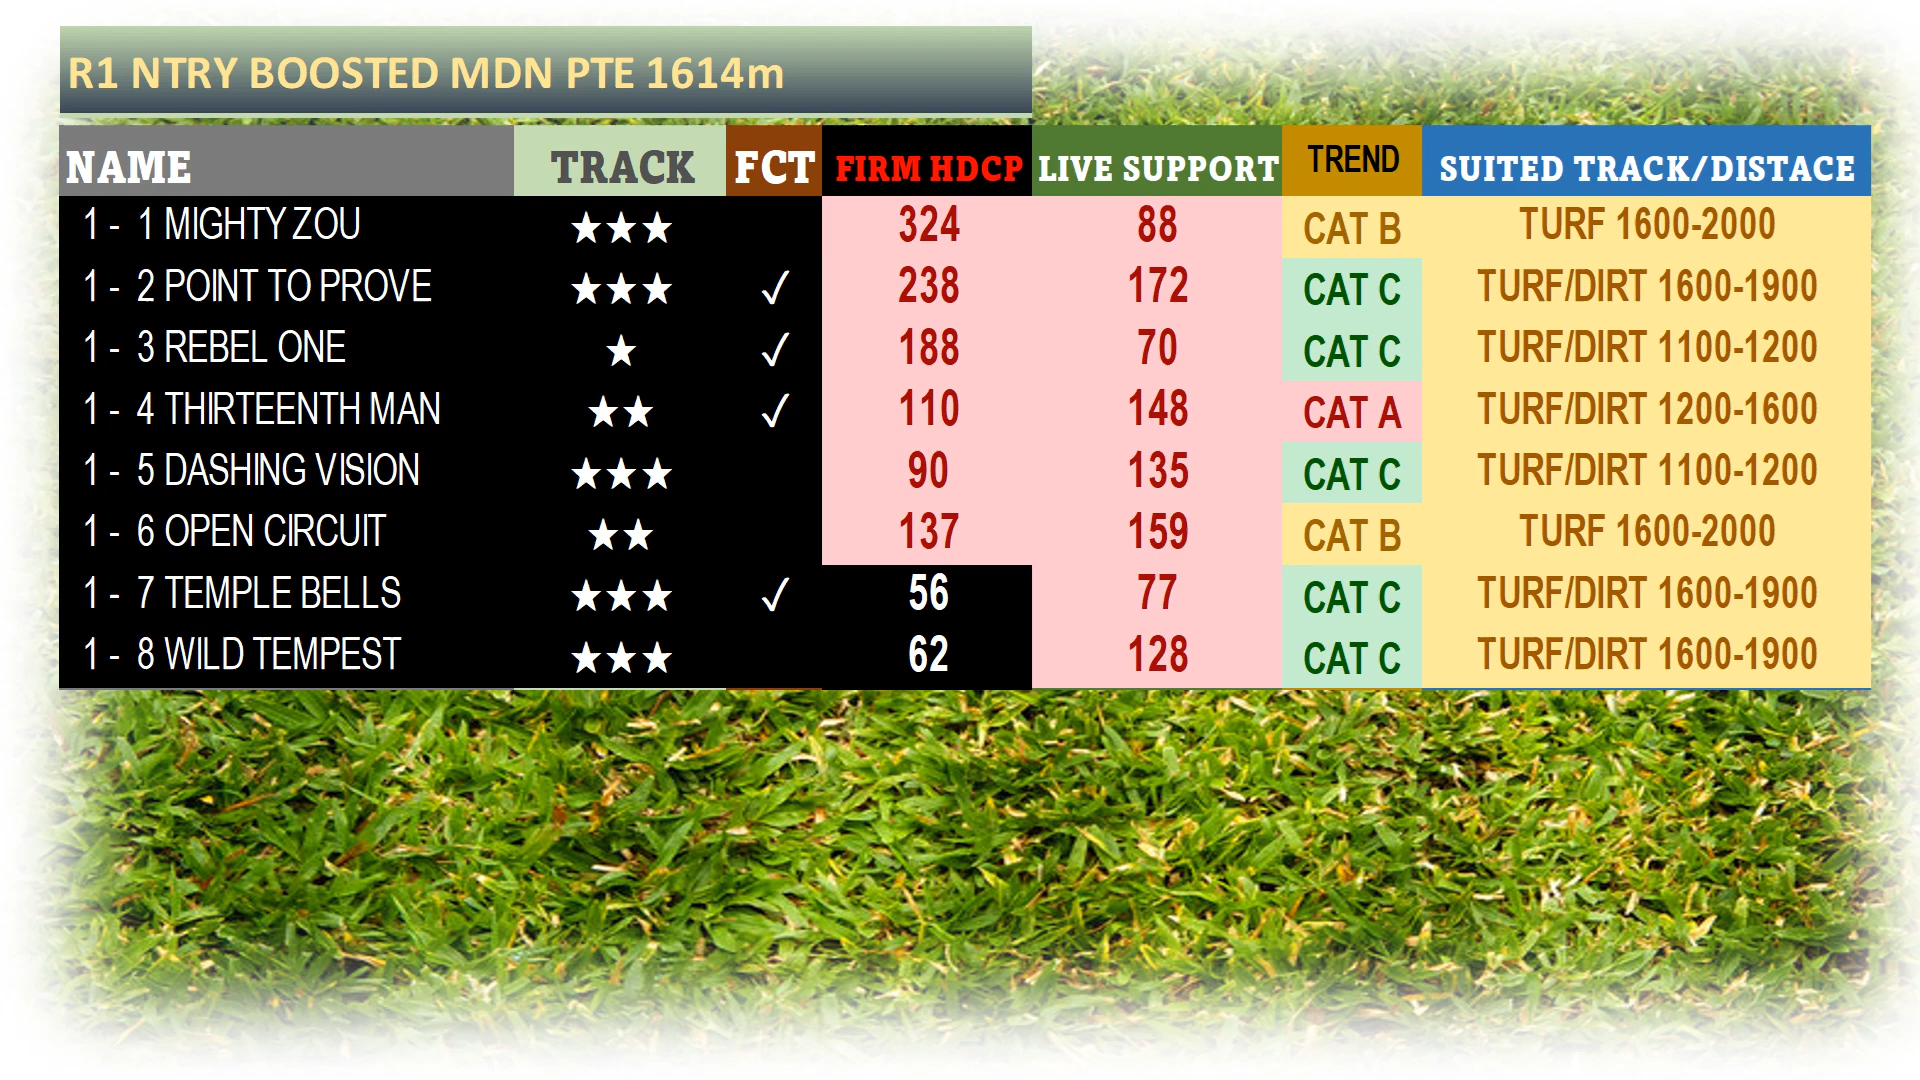 R1 NTRY BOOSTED MDN PTE 1614m
NAME TRACK FCT FIRM HDCP LIVE SUPPORT TREND SUITED TRACK/DISTACE
1 - 1 MIGHTY ZOU ★★★ 324 88 CAT B TURF 1600-2000
1 - 2 POINT TO PROVE ★★★ ✓ 238 172 CAT C TURF/DIRT 1600-1900
1 - 3 REBEL ONE ★ ✓ 188 70 CAT C TURF/DIRT 1100-1200
1 - 4 THIRTEENTH MAN ★★ ✓ 110 148 CAT A TURF/DIRT 1200-1600
1 - 5 DASHING VISION ★★★ 90 135 CAT C TURF/DIRT 1100-1200
1 - 6 OPEN CIRCUIT ★★ 137 159 CAT B TURF 1600-2000
1 - 7 TEMPLE BELLS ★★★ ✓ 56 77 CAT C TURF/DIRT 1600-1900
1 - 8 WILD TEMPEST ★★★ 62 128 CAT C TURF/DIRT 1600-1900